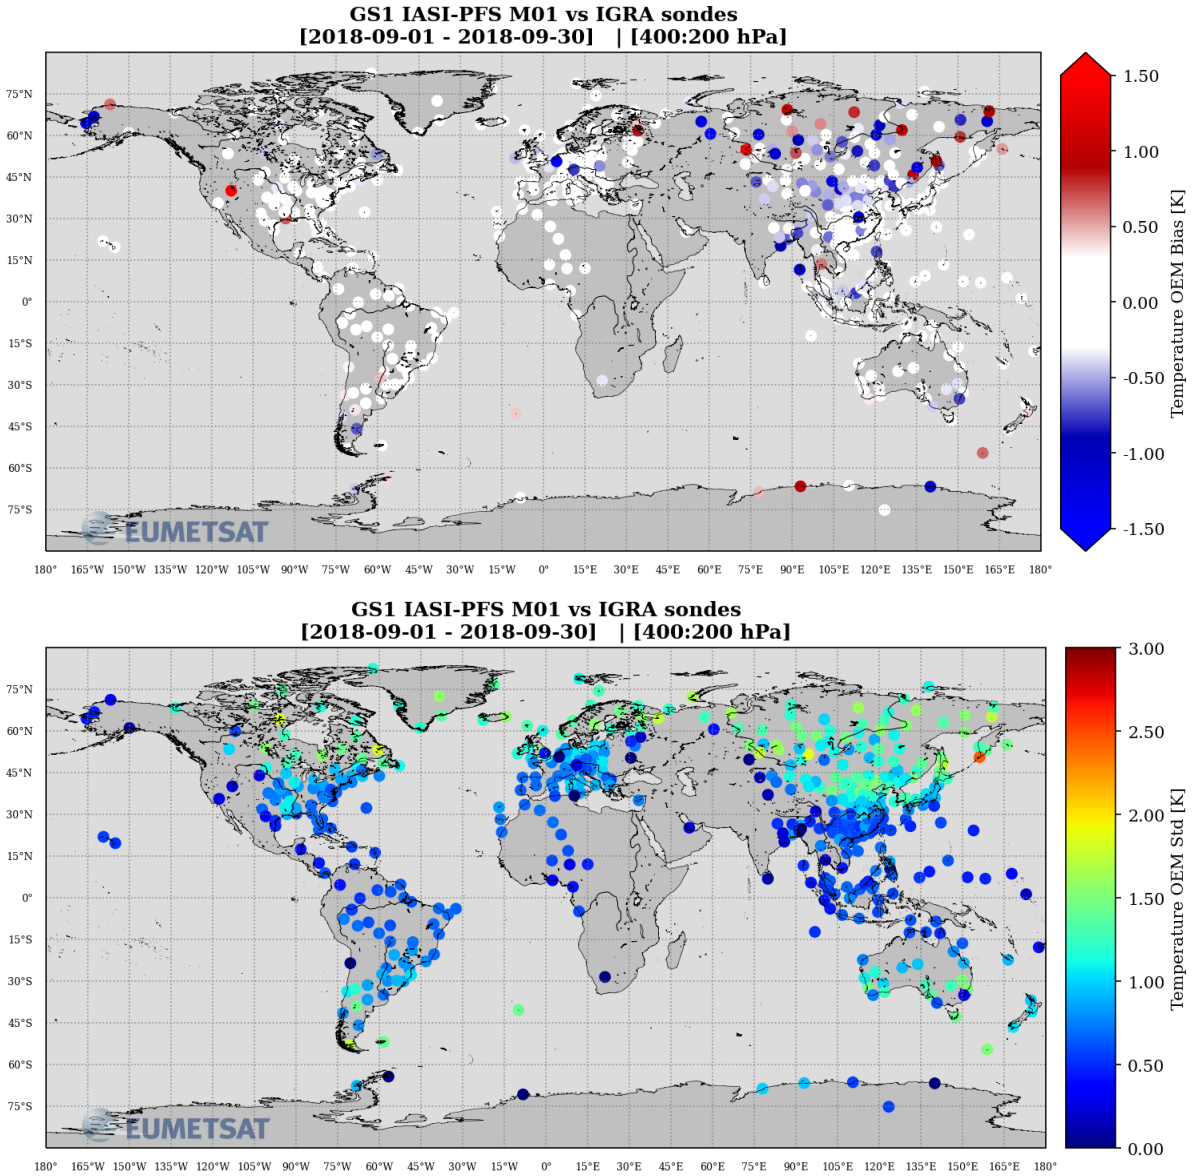 GS1 IASI-PFS M01 vs IGRA sondes
[2018-09-01 - 2018-09-30] | [400:200 hPa]
75°N
60°N
45°N
30°N
15°N
0°
15°S
30°S
45°S
60°S
75°S
180° 165°W 150°W 135°W 120°W 105°W 90°W 75°W 60°W 45°W 30°W 15°W 0° 15°E 30°E 45°E 60°E 75°E 90°E 105°E 120°E 135°E 150°E 165°E 180°
EUMETSAT
1.50
1.00
0.50
0.00
-0.50
-1.00
-1.50
Temperature OEM Bias [K]
GS1 IASI-PFS M01 vs IGRA sondes
[2018-09-01 - 2018-09-30] | [400:200 hPa]
75°N
60°N
45°N
30°N
15°N
0°
15°S
30°S
45°S
60°S
75°S
180° 165°W 150°W 135°W 120°W 105°W 90°W 75°W 60°W 45°W 30°W 15°W 0° 15°E 30°E 45°E 60°E 75°E 90°E 105°E 120°E 135°E 150°E 165°E 180°
EUMETSAT
3.00
2.50
2.00
1.50
1.00
0.50
0.00
Temperature OEM Std [K]